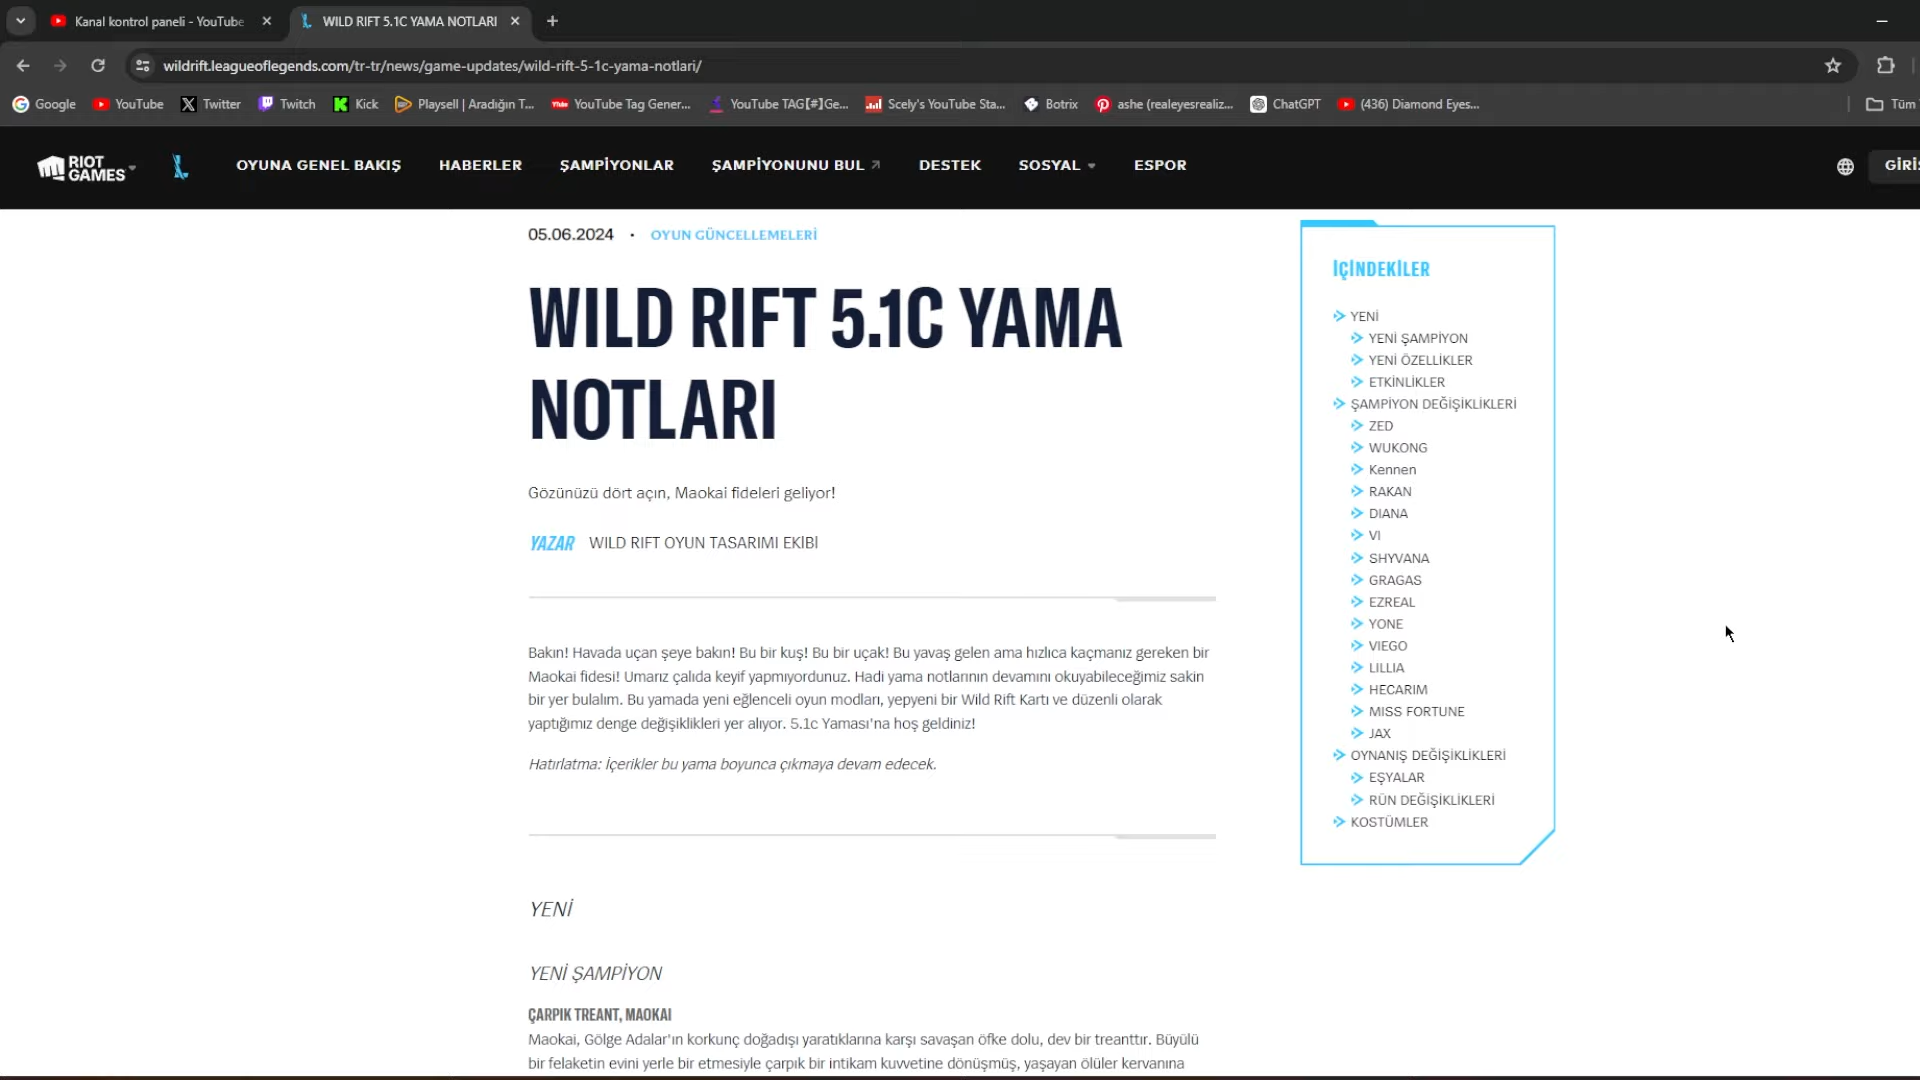 Kanal kontrol paneli - YouTube
WILD RIFT 5.1C YAMA NOTLARI
wildrift.leagueoflegends.com/tr-tr/news/game-updates/wild-rift-5-1c-yama-notlari/
Google
YouTube
Twitter
Twitch
Kick
Playsell | Aradığın T...
YouTube Tag Gener...
YouTube TAG【#】Ge...
Scely's YouTube Sta...
Botrix
ashe (realeyesrealiz...
ChatGPT
(436) Diamond Eyes...
Tüm
RIOT GAMES
OYUNA GENEL BAKIŞ
HABERLER
ŞAMPİYONLAR
ŞAMPİYONUNU BUL
DESTEK
SOSYAL
ESPOR
GİRİŞ
05.06.2024 • OYUN GÜNCELLEMELERİ
WILD RIFT 5.1C YAMA
NOTLARI
Gözünüzü dört açın, Maokai fideleri geliyor!
YAZAR WILD RIFT OYUN TASARIMI EKİBİ
Bakın! Havada uçan şeye bakın! Bu bir kuş! Bu bir uçak! Bu yavaş gelen ama hızlıca kaçmanız gereken bir
Maokai fidesi! Umarız çalıda keyif yapmıyordunuz. Hadi yama notlarının devamını okuyabileceğimiz sakin
bir yer bulalım. Bu yamada yeni eğlenceli oyun modları, yepyeni bir Wild Rift Kartı ve düzenli olarak
yaptığımız denge değişiklikleri yer alıyor. 5.1c Yaması'na hoş geldiniz!
Hatırlatma: İçerikler bu yama boyunca çıkmaya devam edecek.
YENİ
YENİ ŞAMPİYON
ÇARPIK TREANT, MAOKAI
Maokai, Gölge Adalar'ın korkunç doğadışı yaratıklarına karşı savaşan öfke dolu, dev bir treanttır. Büyülü
bir felaketin evini yerle bir etmesiyle çarpık bir intikam kuvvetine dönüşmüş, yaşayan ölüler kervanına
İÇİNDEKİLER
YENİ
YENİ ŞAMPİYON
YENİ ÖZELLİKLER
ETKİNLİKLER
ŞAMPİYON DEĞİŞİKLİKLERİ
ZED
WUKONG
Kennen
RAKAN
DIANA
VI
SHYVANA
GRAGAS
EZREAL
YONE
VIEGO
LILLIA
HECARIM
MISS FORTUNE
JAX
OYNANIŞ DEĞİŞİKLİKLERİ
EŞYALAR
RÜN DEĞİŞİKLİKLERİ
KOSTÜMLER